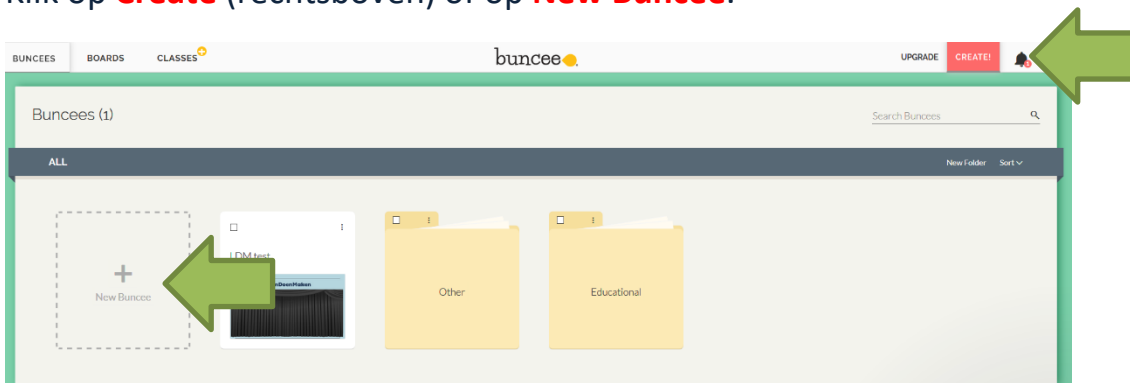 Klik op Create (rechtsboven) of op New Buncee.
BUNCEES BOARDS CLASSES buncee UPGRADE CREATE!
Buncees (1) Search Buncees
ALL New Folder Sort
LDM test
New Buncee Other Educational